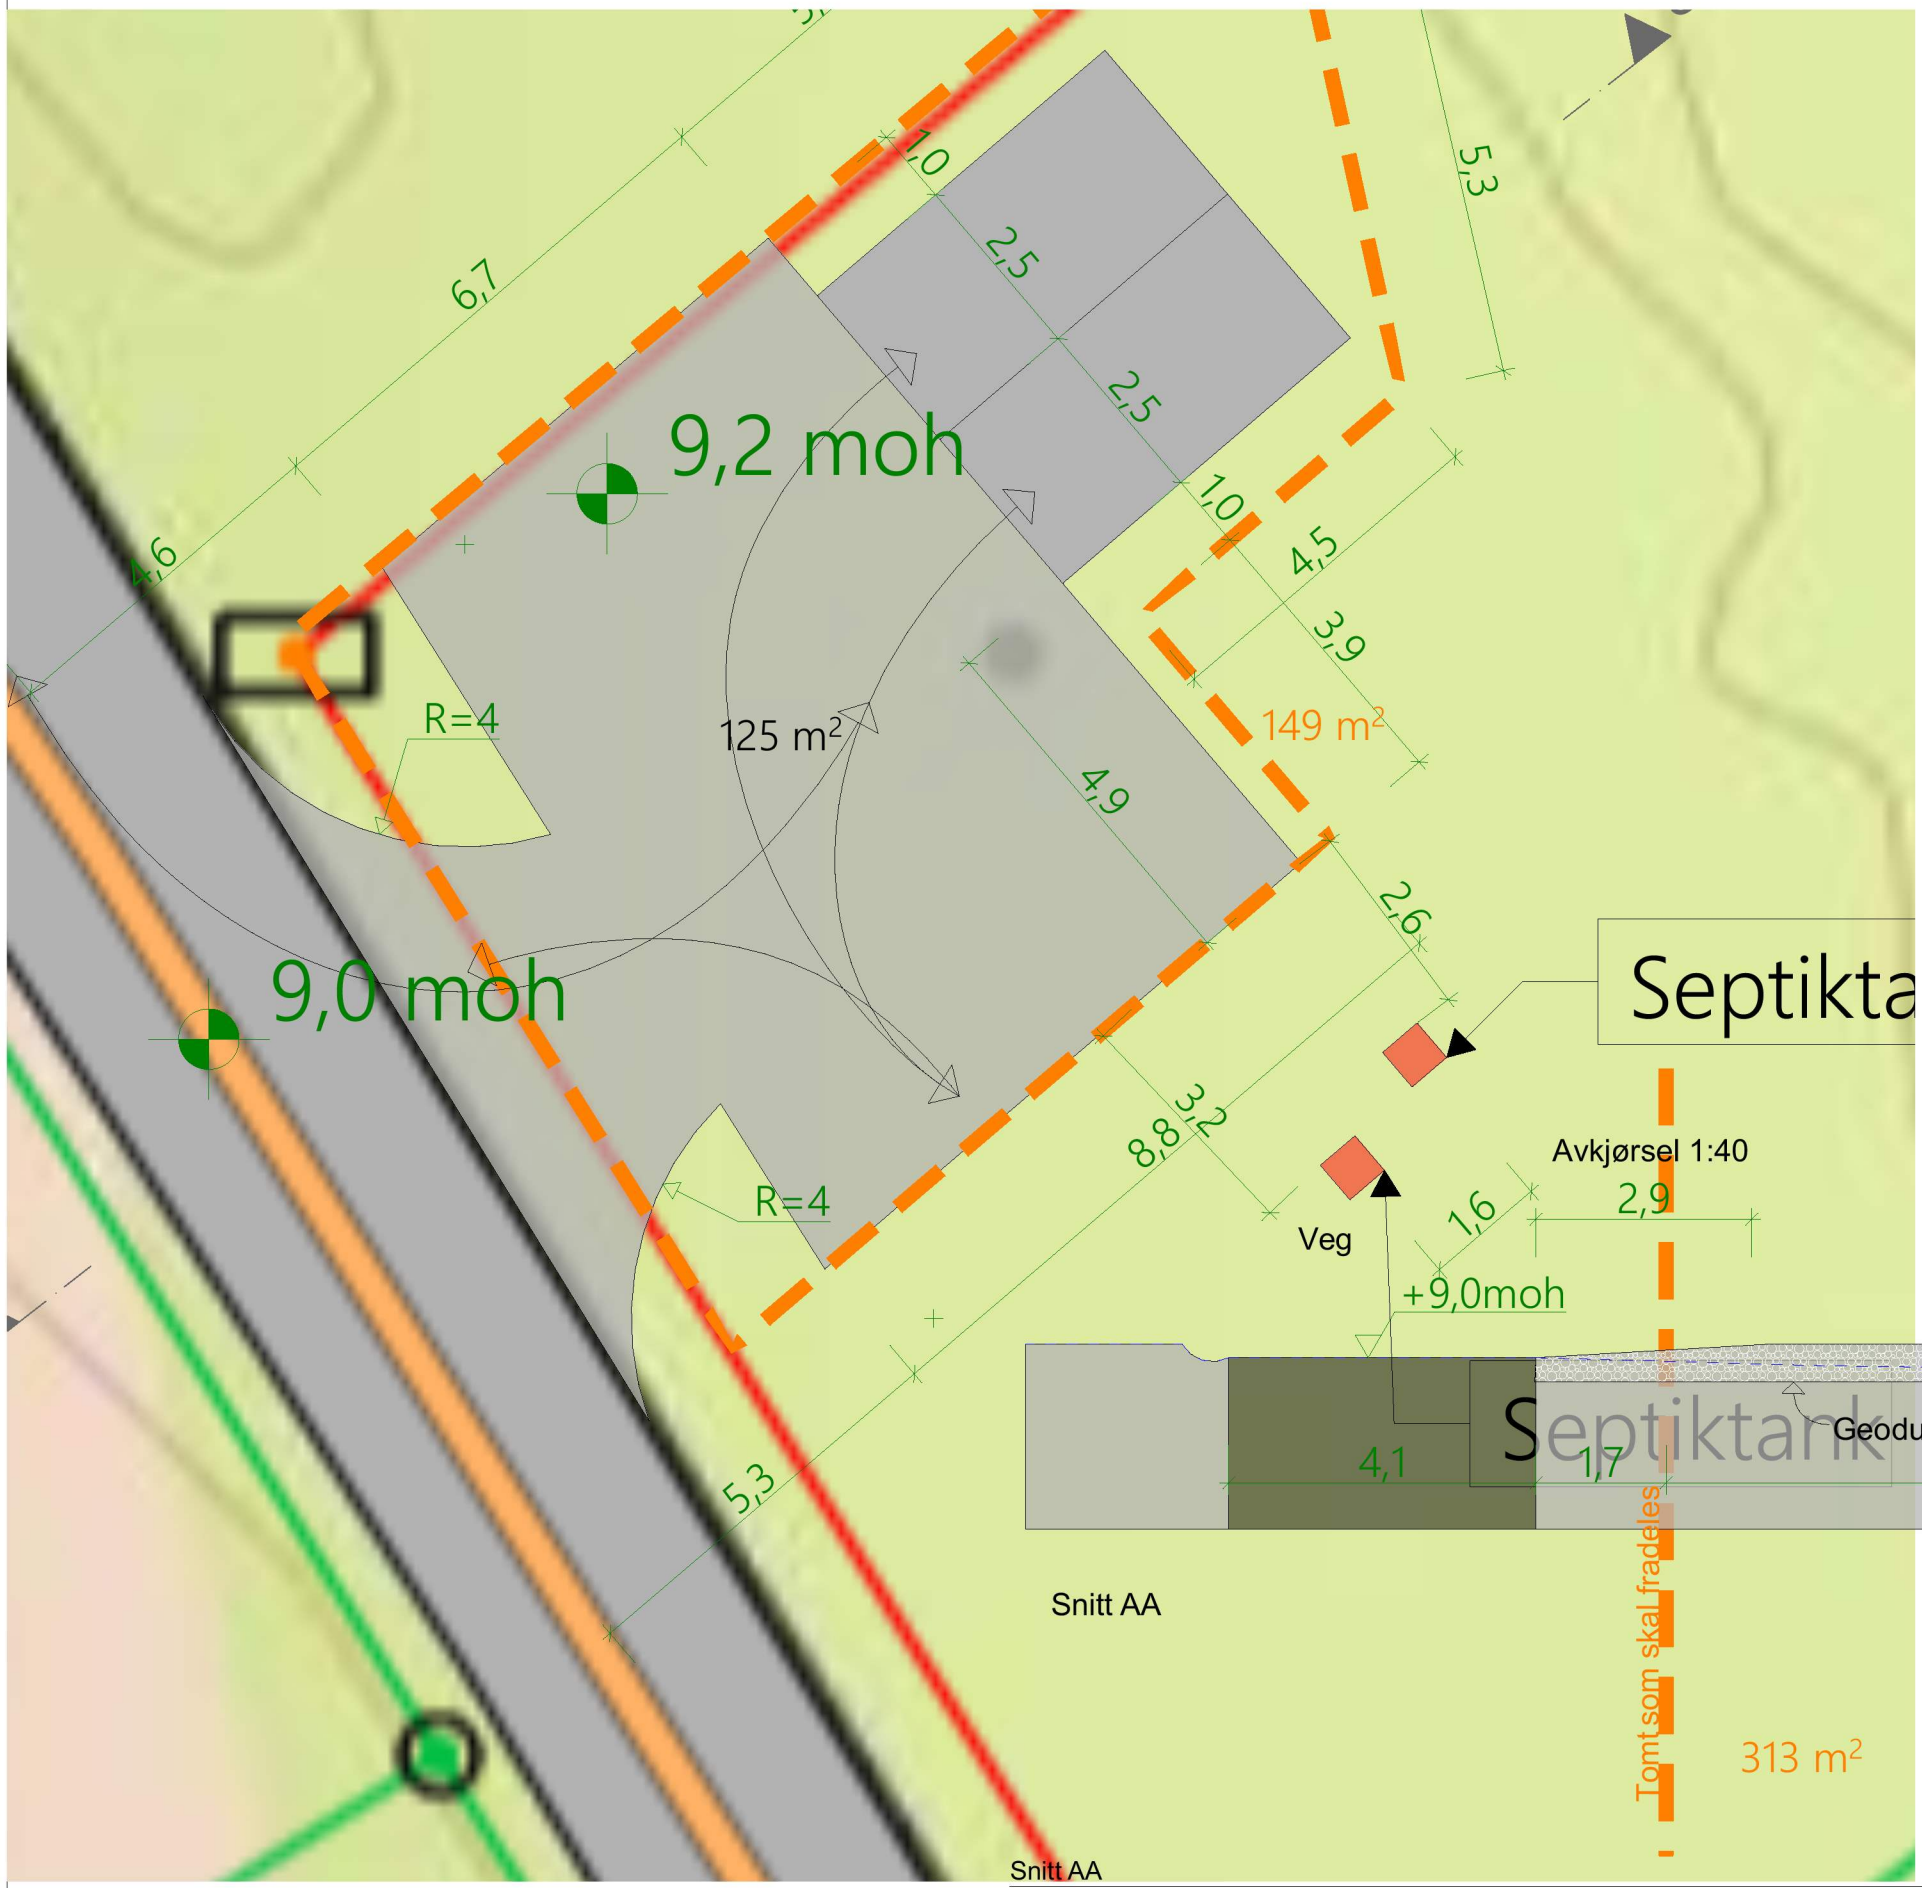 1,0
5,3
2,5
6,7
2,5
9,2 moh
1,0
4,5
4,6
3,9
R=4
149 m²
125 m²
4,9
2,6
9,0 moh
Septikta
3,2
8,8
Avkjørsel 1:40
R=4
2,9
1,6
Veg
+9,0moh
Septiktank
Geodu
4,1
1,7
5,3
Tomt som skal fradeles
Snitt AA
313 m²
Snitt AA